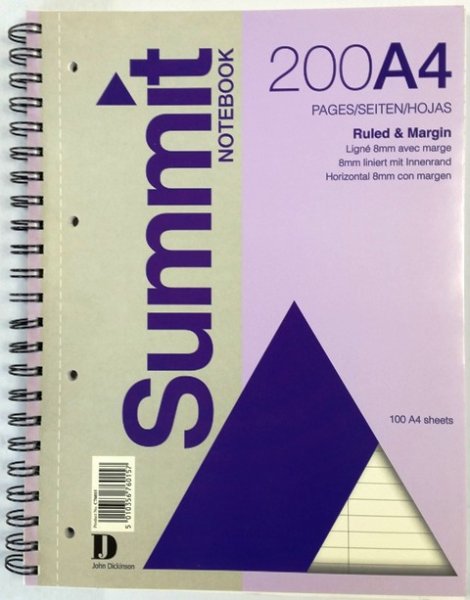 200A4
PAGES/SEITEN/HOJAS
Ruled & Margin
Ligné 8mm avec marge
8mm liniert mit Innenrand
Horizontal 8mm con margen
Summit
NOTEBOOK
100 A4 sheets
5 010356 760157
JD
John Dickinson